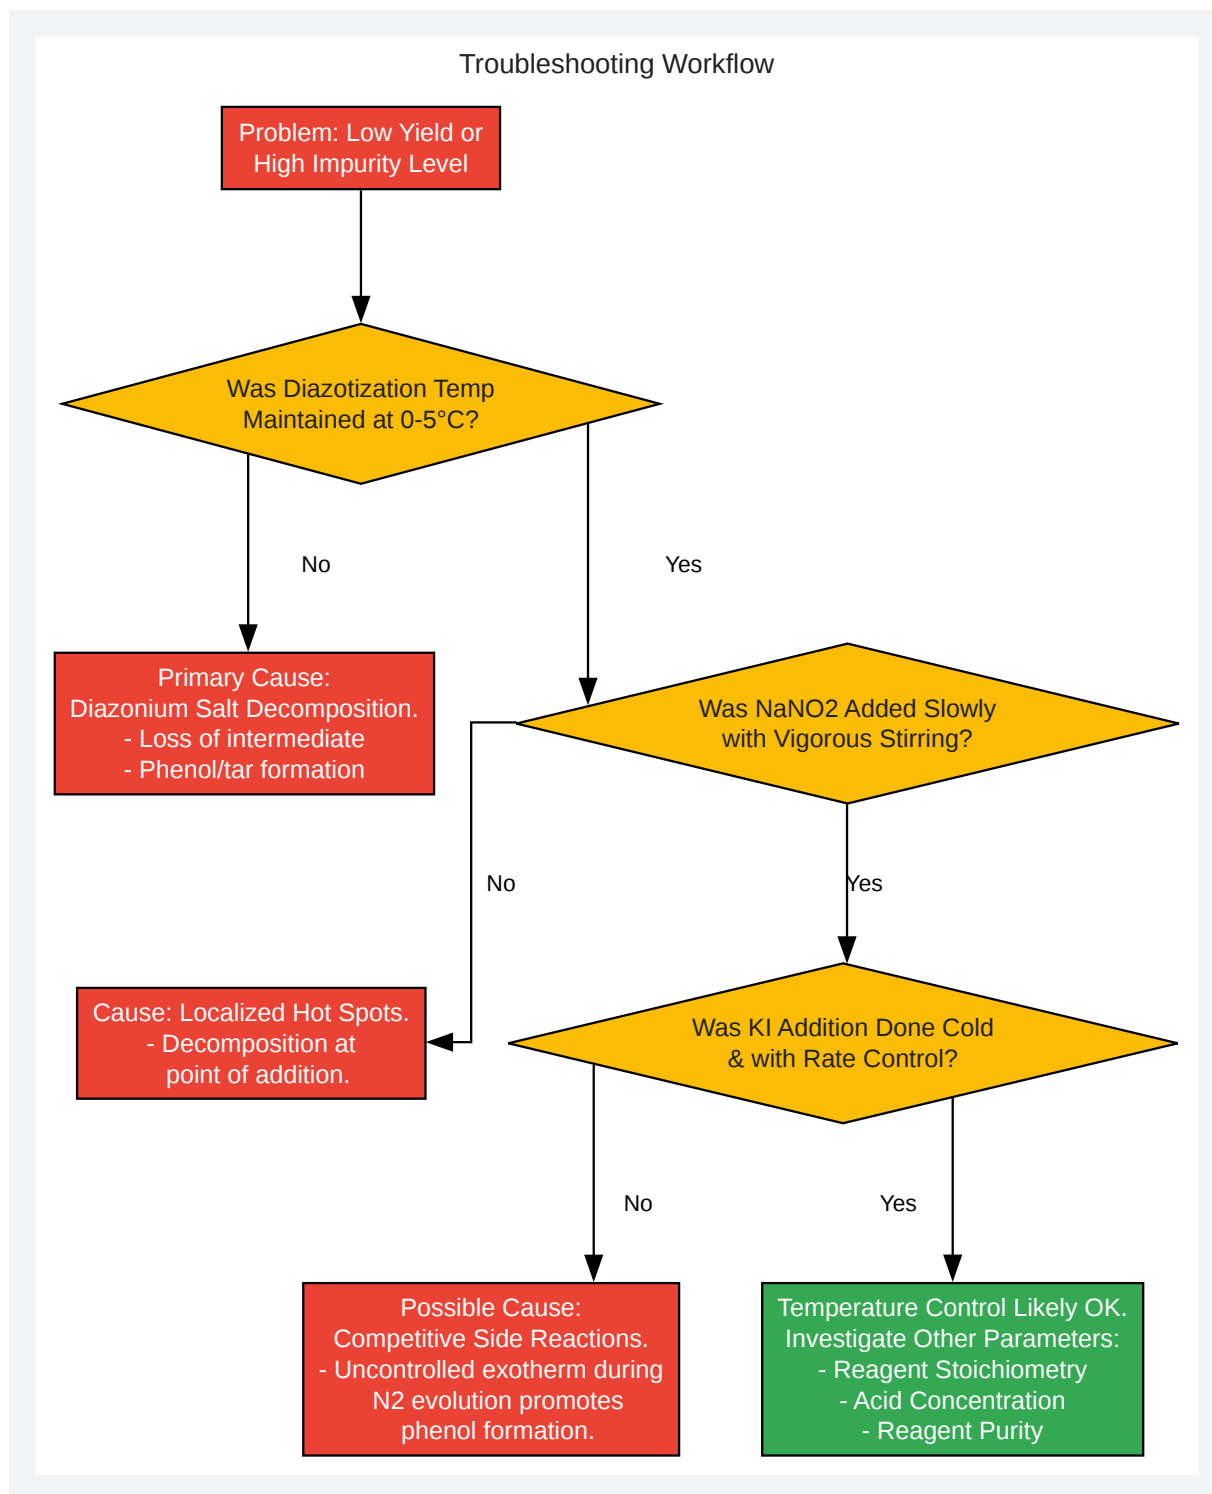 Troubleshooting Workflow
Problem: Low Yield or
High Impurity Level
Was Diazotization Temp
Maintained at 0-5°C?
No
Yes
Primary Cause:
Diazonium Salt Decomposition.
- Loss of intermediate
- Phenol/tar formation
Was NaNO2 Added Slowly
with Vigorous Stirring?
No
Yes
Cause: Localized Hot Spots.
- Decomposition at
point of addition.
Was KI Addition Done Cold
& with Rate Control?
No
Yes
Possible Cause:
Competitive Side Reactions.
- Uncontrolled exotherm during
N2 evolution promotes
phenol formation.
Temperature Control Likely OK.
Investigate Other Parameters:
- Reagent Stoichiometry
- Acid Concentration
- Reagent Purity